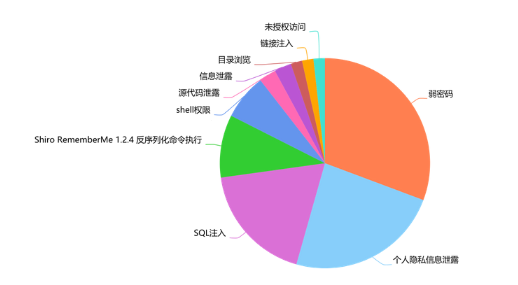 未授权访问
链接注入
目录浏览
信息泄露
源代码泄露
shell权限
Shiro RememberMe 1.2.4 反序列化命令执行
SQL注入
弱密码
个人隐私信息泄露